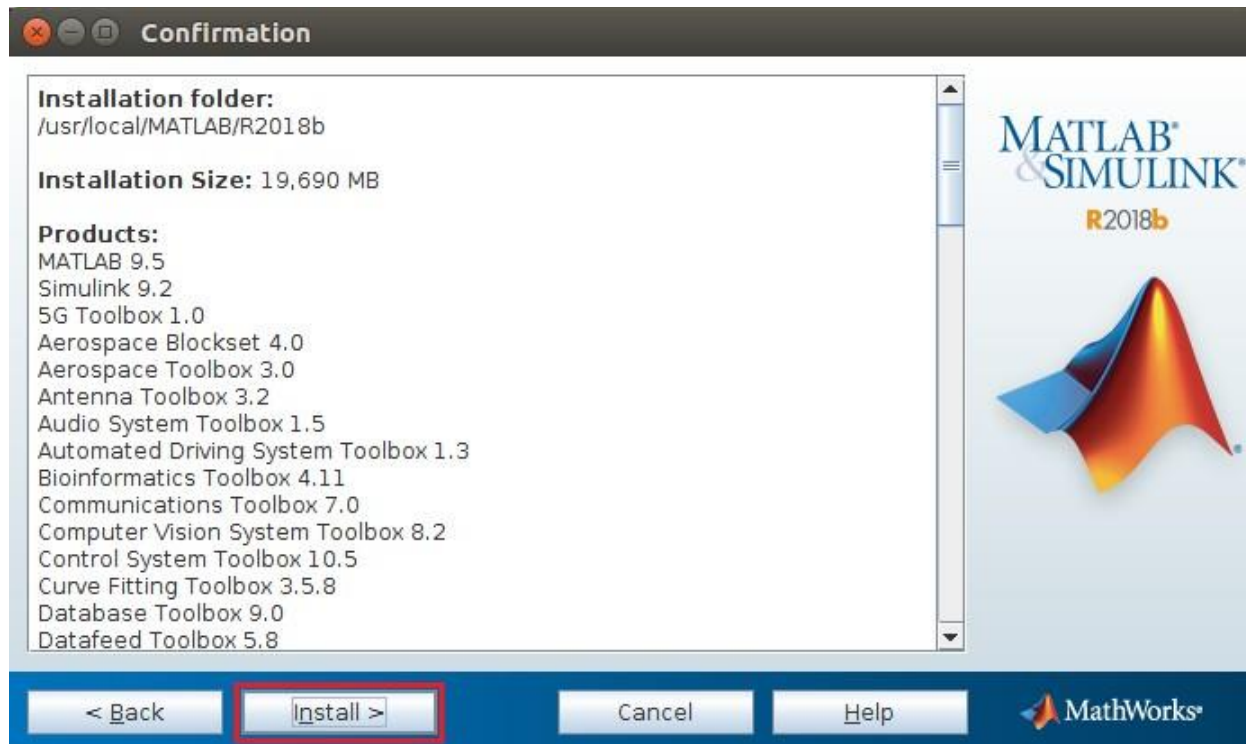 Confirmation
Installation folder:
/usr/local/MATLAB/R2018b
Installation Size: 19,690 MB
Products:
MATLAB 9.5
Simulink 9.2
5G Toolbox 1.0
Aerospace Blockset 4.0
Aerospace Toolbox 3.0
Antenna Toolbox 3.2
Audio System Toolbox 1.5
Automated Driving System Toolbox 1.3
Bioinformatics Toolbox 4.11
Communications Toolbox 7.0
Computer Vision System Toolbox 8.2
Control System Toolbox 10.5
Curve Fitting Toolbox 3.5.8
Database Toolbox 9.0
Datafeed Toolbox 5.8
MATLAB®
&SIMULINK®
R2018b
< Back
Install >
Cancel
Help
MathWorks®